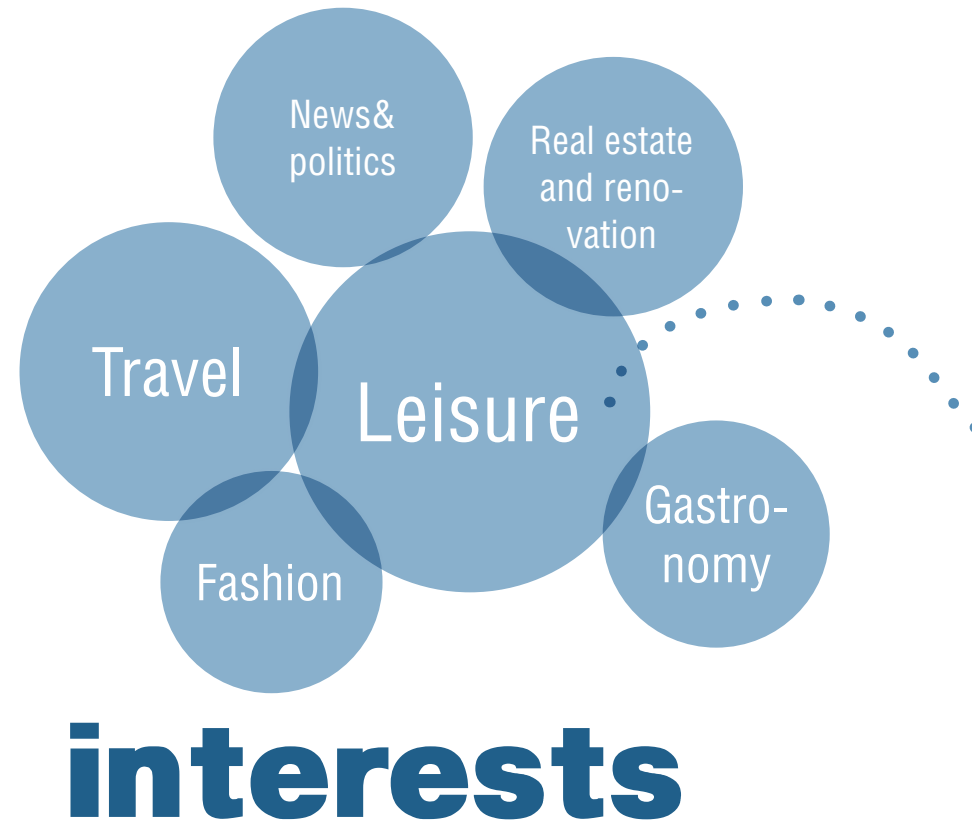 News&
politics
Real estate
and reno-
vation
Travel
Leisure
Gastro-
nomy
Fashion
interests